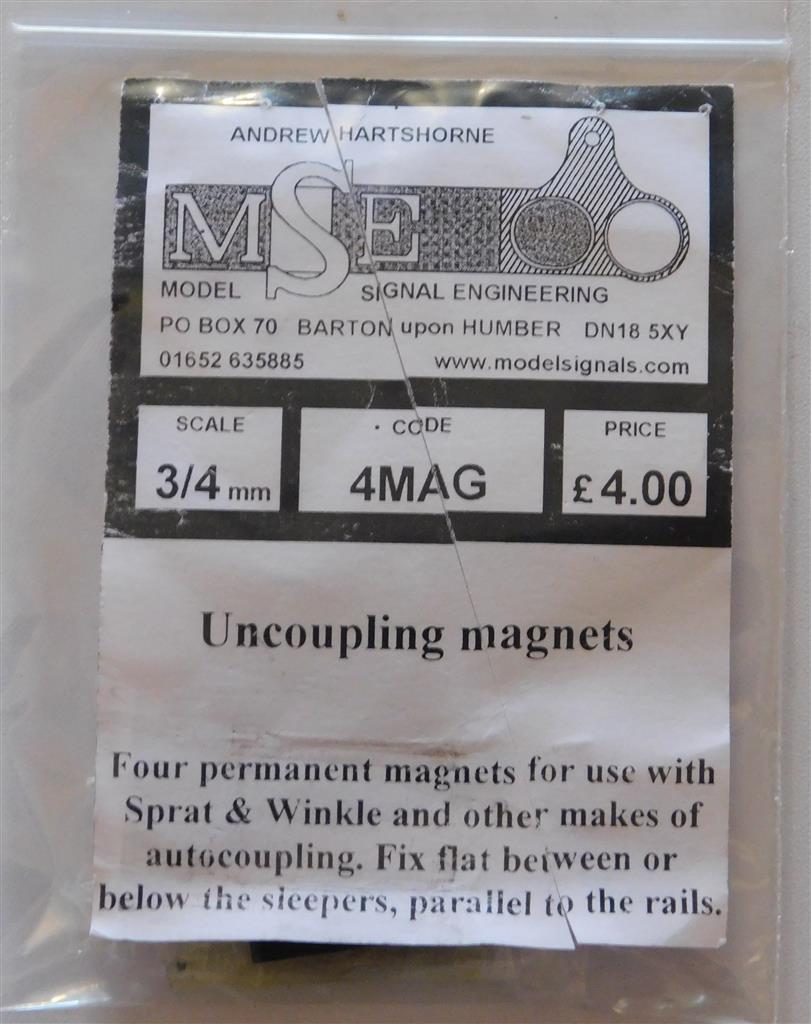 ANDREW HARTSHORNE
MSE
MODEL SIGNAL ENGINEERING
PO BOX 70 BARTON upon HUMBER DN18 5XY
01652 635885 www.modelsignals.com
SCALE CODE PRICE
3/4 mm 4MAG £4.00
Uncoupling magnets
Four permanent magnets for use with
Sprat & Winkle and other makes of
autocoupling. Fix flat between or
below the sleepers, parallel to the rails.